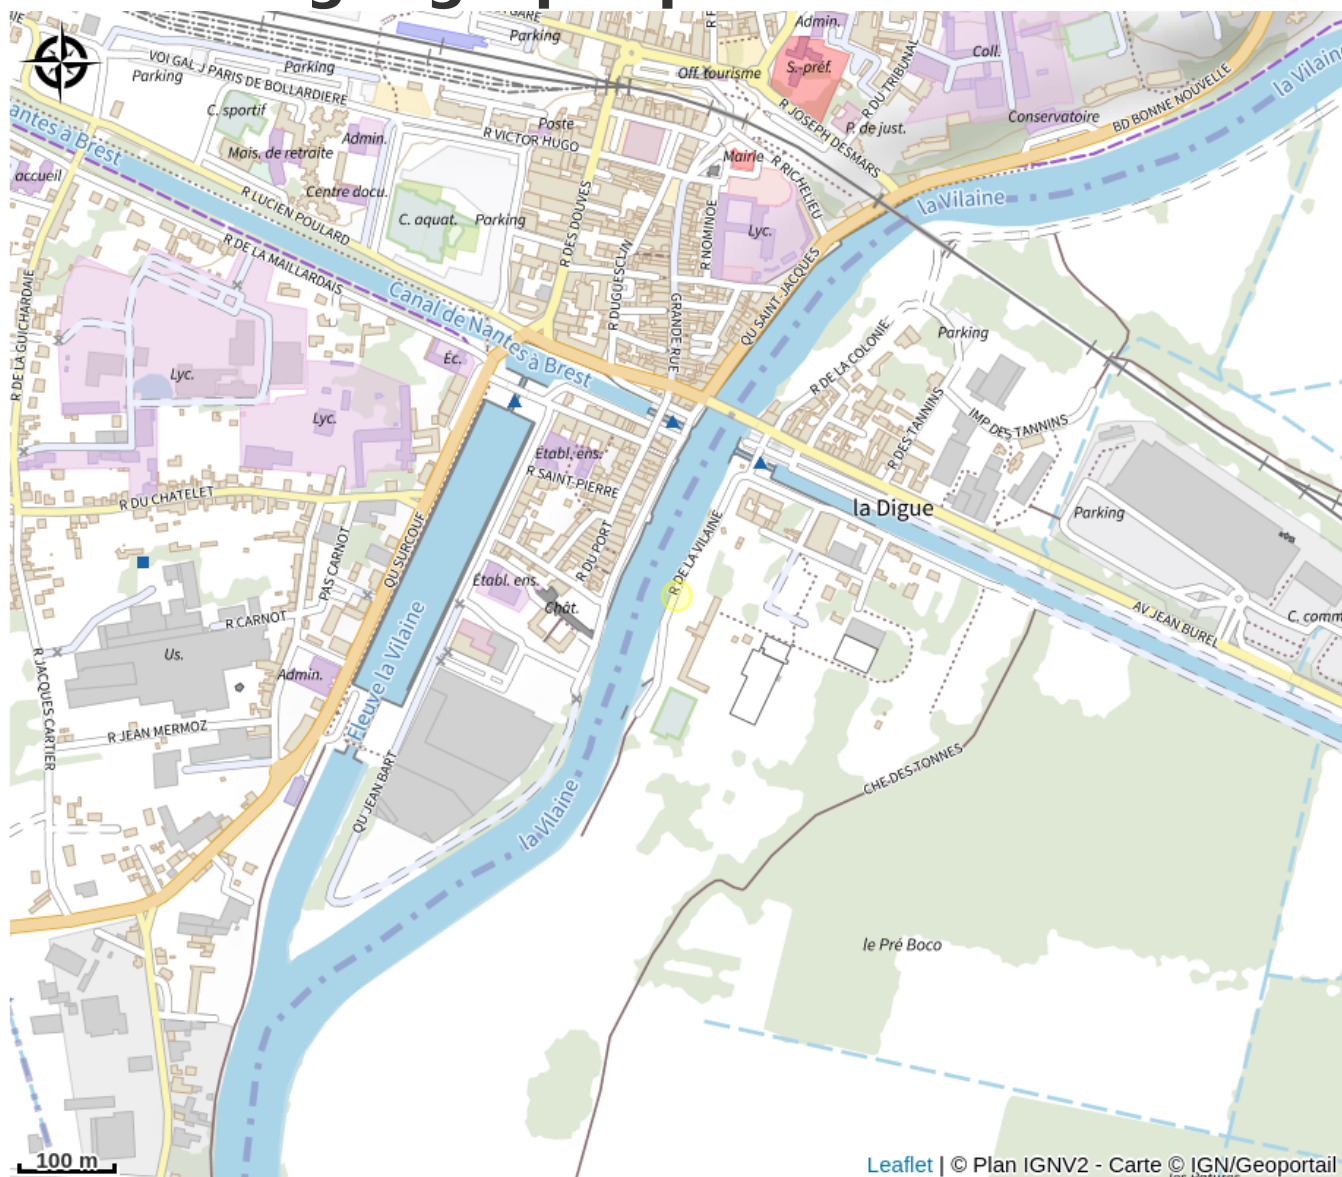 GARE
Parking
Admin.
Coll.
Off. tourisme
S.-préf.
R DU TRIBUNAL
la Vilaine
VOI GAL J PARIS DE BOLLARDIERE
Parking
Parking
BD BONNE NOUVELLE
Conservatoire
R JOSEPH DESMARS
P. de just.
C. sportif
Poste
R VICTOR HUGO
Admin.
Mais. de retraite
Mairie
R RICHELIEU
accueil
antes à Brest
Centre docu.
R LUCIEN POULARD
C. aquat.
Parking
R DES DOUVES
R NOMINOE
Lyc.
la Vilaine
R DE LA MAILLARDAIS
R DUGUESCLIN
GRANDE RUE
QU SAINT-JACQUES
Canal de Nantes à Brest
R DE LA GUICHARDAIE
Parking
R DE LA COLONIE
Éc.
Lyc.
Lyc.
IMP DES TANNINS
R DES TANNINS
Établ. ens.
R SAINT-PIERRE
R DU CHATELET
la Digue
Parking
QU SURCOUF
PAS CARNOT
R DU PORT
R DE LA VILAINE
Établ. ens.
Chât.
AV JEAN BUREL
C. comm
R CARNOT
Us.
Admin.
Fleuve la Vilaine
R JACQUES CARTIER
R JEAN MERMOZ
QU JEAN BART
la Vilaine
CHE DES TONNES
le Pré Boco
100 m
Leaflet | © Plan IGNV2 - Carte © IGN/Geoportail